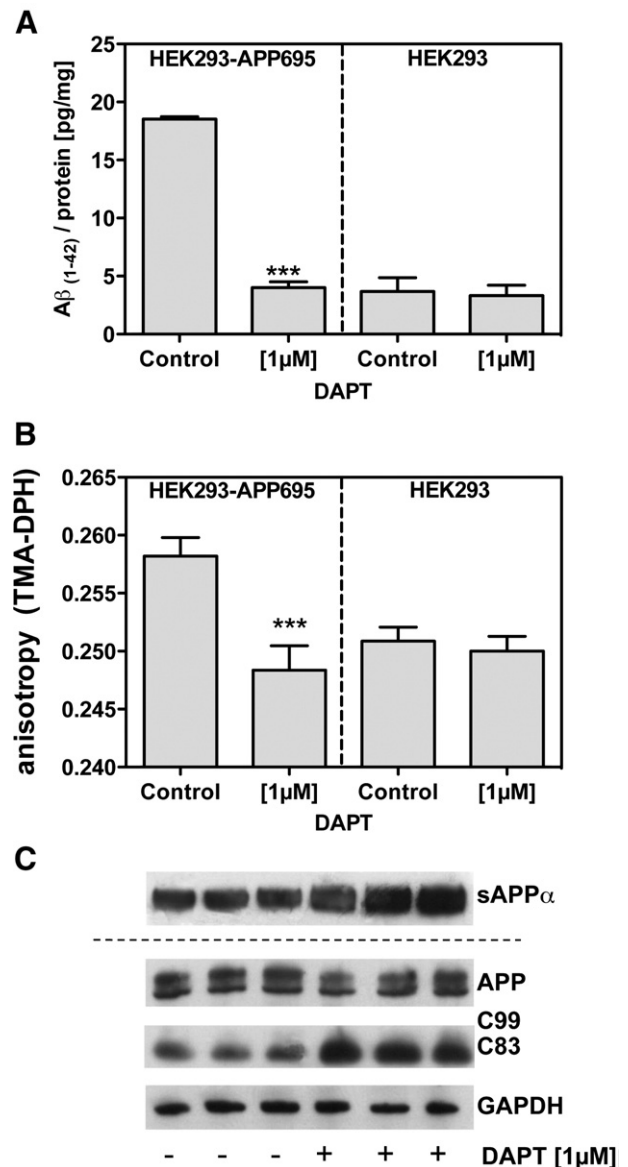 A
Aβ (1-42) / protein [pg/mg]
25
20
15
10
5
0
HEK293-APP695 HEK293
***
Control [1µM] Control [1µM]
DAPT
B
anisotropy (TMA-DPH)
0.265
0.260
0.255
0.250
0.245
0.240
HEK293-APP695 HEK293
***
Control [1µM] Control [1µM]
DAPT
C
sAPPα
APP
C99
C83
GAPDH
- - - + + + DAPT [1µM]